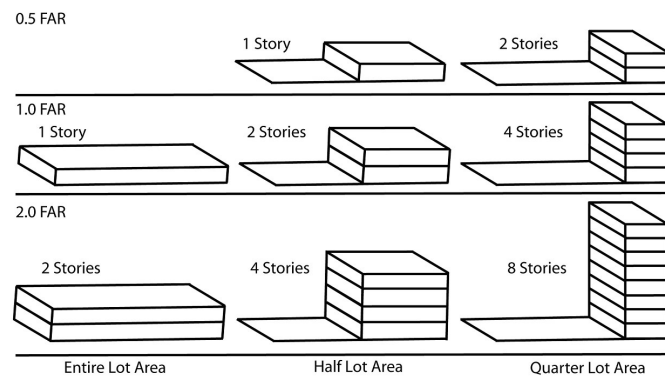 0.5 FAR
1 Story
2 Stories
1.0 FAR
1 Story
2 Stories
4 Stories
2.0 FAR
2 Stories
4 Stories
8 Stories
Entire Lot Area
Half Lot Area
Quarter Lot Area